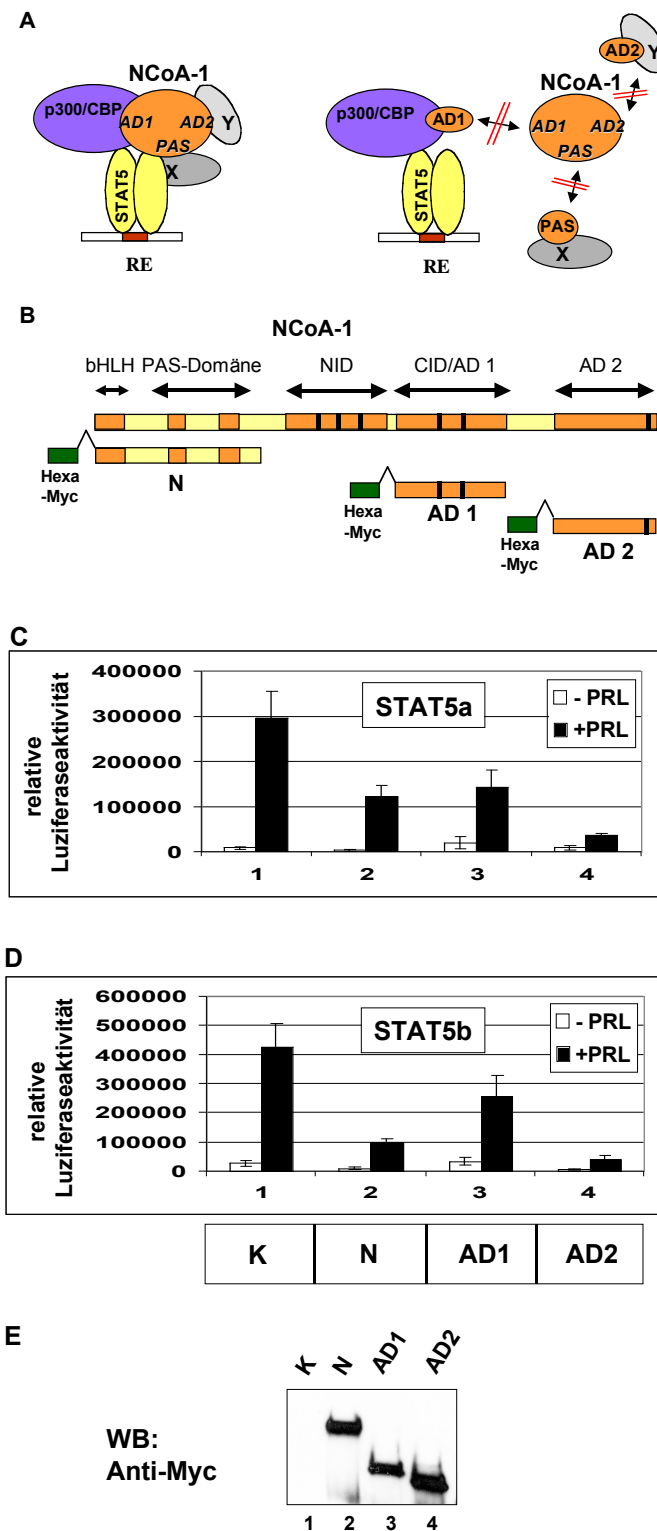 A
NCoA-1
p300/CBP
AD1
AD2
Y
PAS
X
STAT5
RE
AD2
Y
NCoA-1
p300/CBP
AD1
AD1
AD2
PAS
STAT5
PAS
X
RE
B
NCoA-1
bHLH PAS-Domäne NID CID/AD 1 AD 2
Hexa
-Myc
N
Hexa
-Myc
AD 1
Hexa
-Myc
AD 2
C
relative
Luziferaseaktivität
400000
300000
200000
100000
0
STAT5a
- PRL
+PRL
1 2 3 4
D
relative
Luziferaseaktivität
600000
500000
400000
300000
200000
100000
0
STAT5b
- PRL
+PRL
1 2 3 4
K N AD1 AD2
E
K N AD1 AD2
WB:
Anti-Myc
1 2 3 4